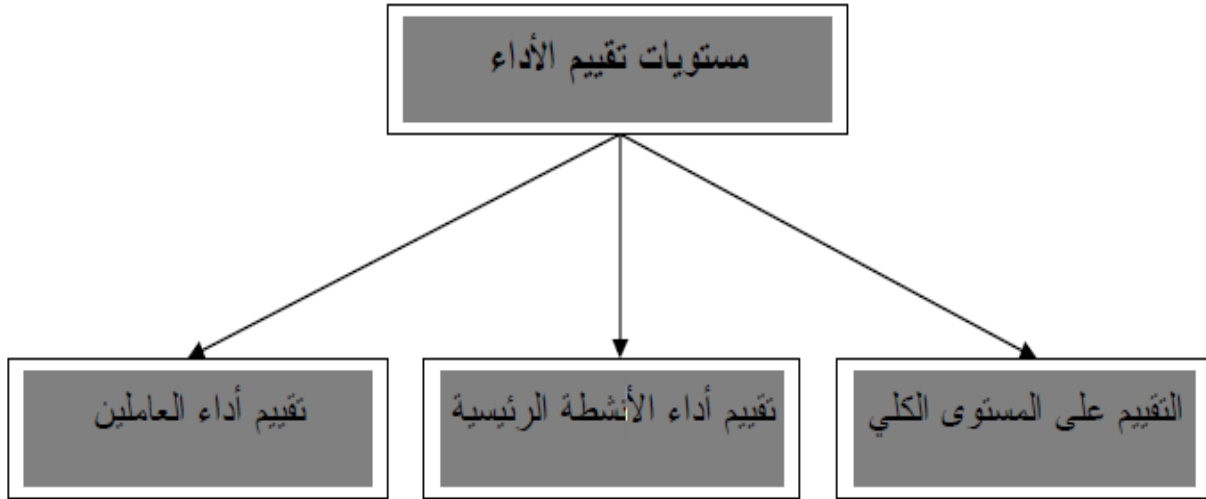 مستويات تقييم الأداء
التقييم على المستوى الكلي
تقييم أداء الأنشطة الرئيسية
تقييم أداء العاملين